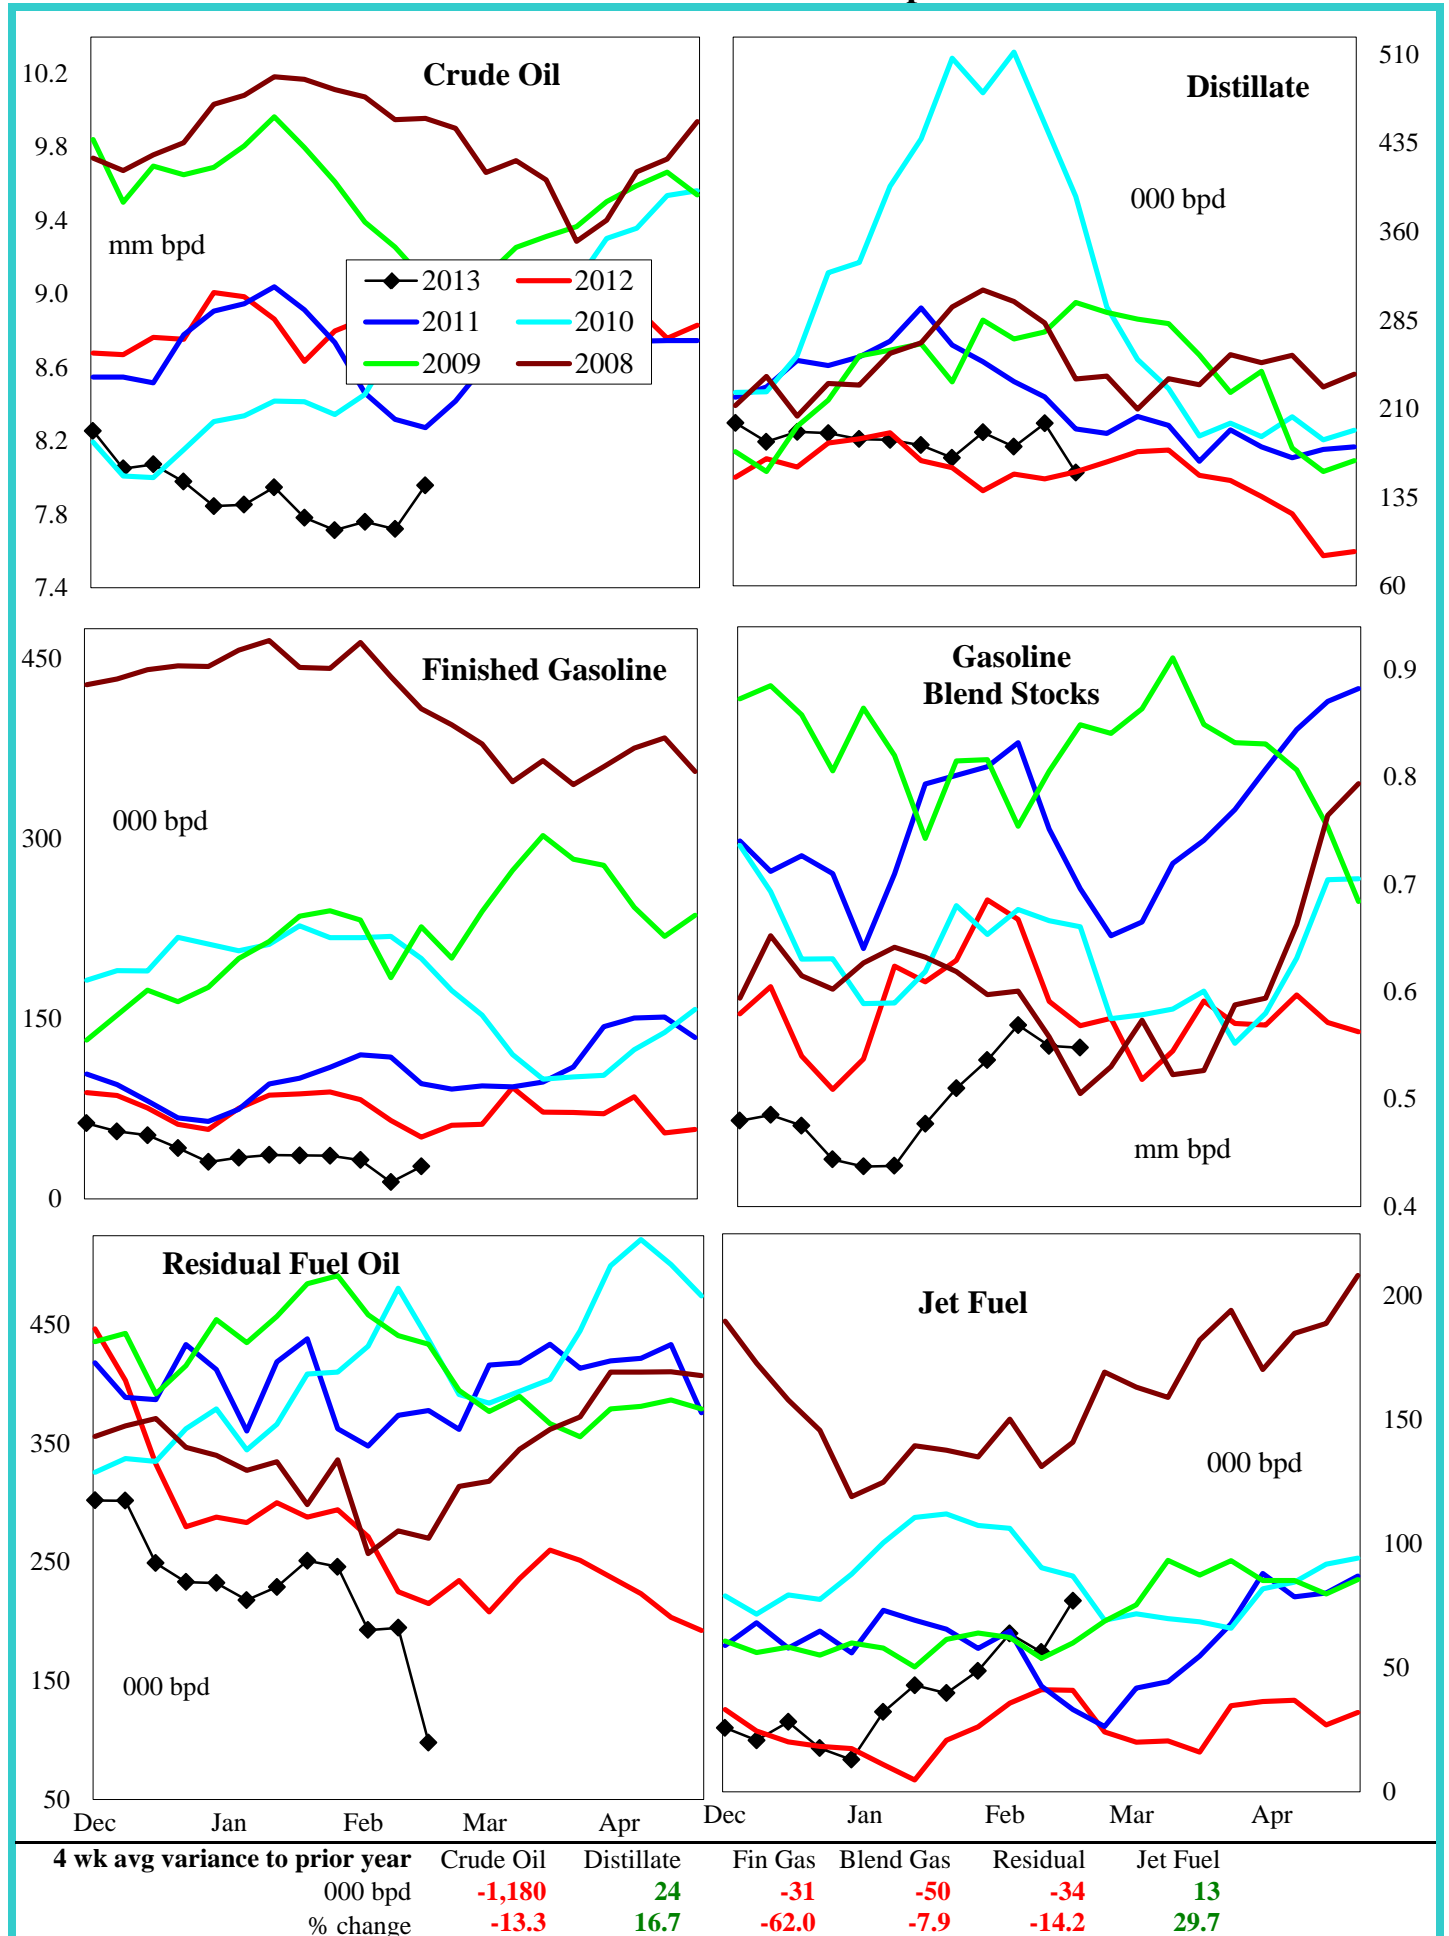 Crude Oil
10.2
9.8
9.4
9.0
8.6
8.2
7.8
7.4
mm bpd
2013 2012
2011 2010
2009 2008
Distillate
000 bpd
510
435
360
285
210
135
60
Finished Gasoline
450
300
150
0
000 bpd
Gasoline
Blend Stocks
0.9
0.8
0.7
0.6
0.5
0.4
mm bpd
Residual Fuel Oil
450
350
250
150
50
000 bpd
Dec Jan Feb Mar Apr
Jet Fuel
000 bpd
200
150
100
50
0
Dec Jan Feb Mar Apr
4 wk avg variance to prior year Crude Oil Distillate Fin Gas Blend Gas Residual Jet Fuel
000 bpd -1,180 24 -31 -50 -34 13
% change -13.3 16.7 -62.0 -7.9 -14.2 29.7